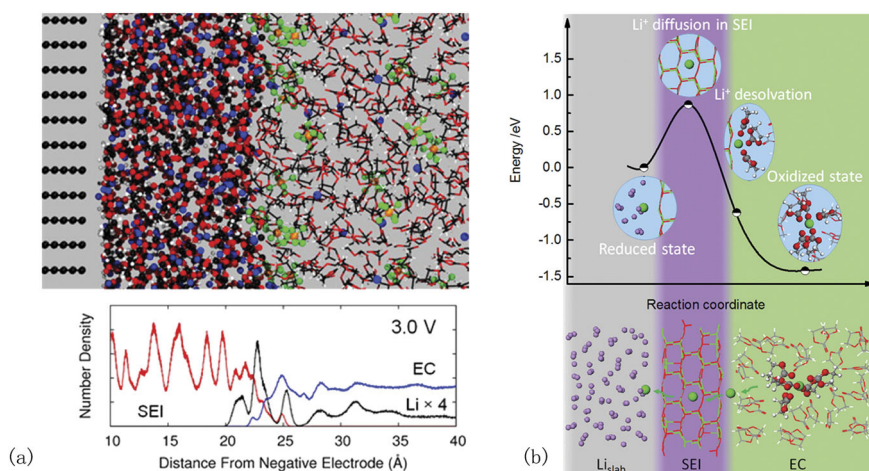 (a)
Number Density
3.0 V
EC
SEI
Li × 4
10 15 20 25 30 35 40
Distance From Negative Electrode (Å)
(b)
Energy /eV
1.5
1.0
0.5
0.0
-0.5
-1.0
-1.5
Li⁺ diffusion in SEI
Li⁺ desolvation
Oxidized state
Reduced state
Reaction coordinate
Li_slab SEI EC